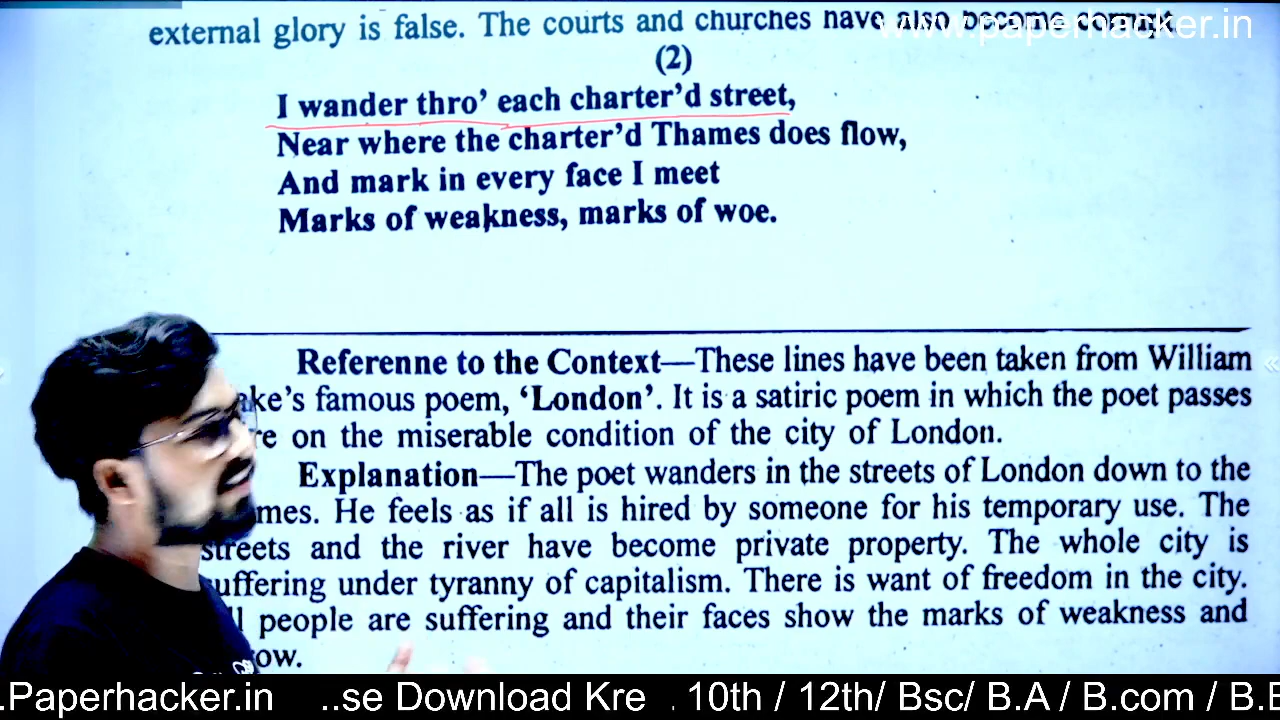 external glory is false. The courts and churches have also become corrupt
www.paperhacker.in
(2)
I wander thro’ each charter’d street,
Near where the charter’d Thames does flow,
And mark in every face I meet
Marks of weakness, marks of woe.
Referenne to the Context—These lines have been taken from William
ke’s famous poem, ‘London’. It is a satiric poem in which the poet passes
re on the miserable condition of the city of London.
Explanation—The poet wanders in the streets of London down to the
mes. He feels as if all is hired by someone for his temporary use. The
streets and the river have become private property. The whole city is
suffering under tyranny of capitalism. There is want of freedom in the city.
l people are suffering and their faces show the marks of weakness and
ow.
.Paperhacker.in ..se Download Kre . 10th / 12th/ Bsc/ B.A / B.com / B.E